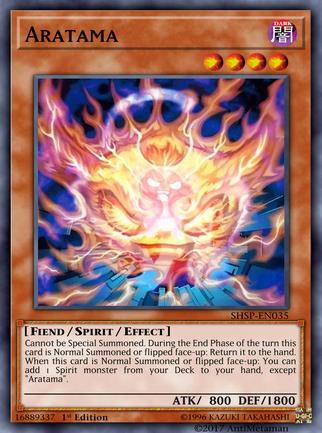 ARATAMA
DARK
闇
SHSP-EN035
[FIEND / SPIRIT / EFFECT]
Cannot be Special Summoned. During the End Phase of the turn this
card is Normal Summoned or flipped face-up: Return it to the hand.
When this card is Normal Summoned or flipped face-up: You can
add 1 Spirit monster from your Deck to your hand, except
"Aratama".
ATK/ 800 DEF/1800
16889337 1st Edition ©1996 KAZUKI TAKAHASHI
©2017 AntiMetaman